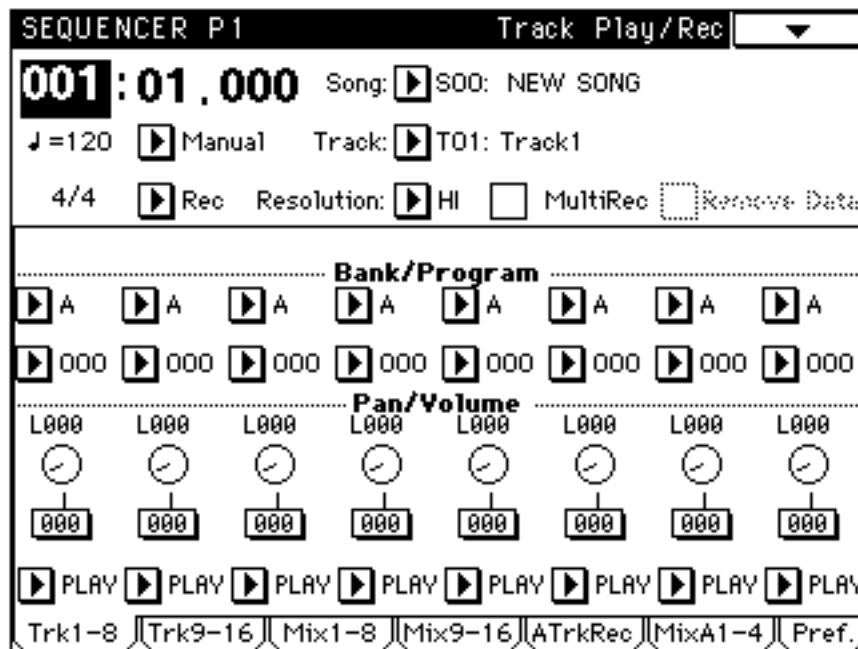 SEQUENCER P1 Track Play/Rec
001:01.000 Song: S00: NEW SONG
♩=120 Manual Track: T01: Track1
4/4 Rec Resolution: HI MultiRec Remove Data
Bank/Program
A A A A A A A A
000 000 000 000 000 000 000 000
Pan/Volume
L000 L000 L000 L000 L000 L000 L000 L000
000 000 000 000 000 000 000 000
PLAY PLAY PLAY PLAY PLAY PLAY PLAY PLAY
Trk1-8 Trk9-16 Mix1-8 Mix9-16 ATrkRec MixA1-4 Pref.